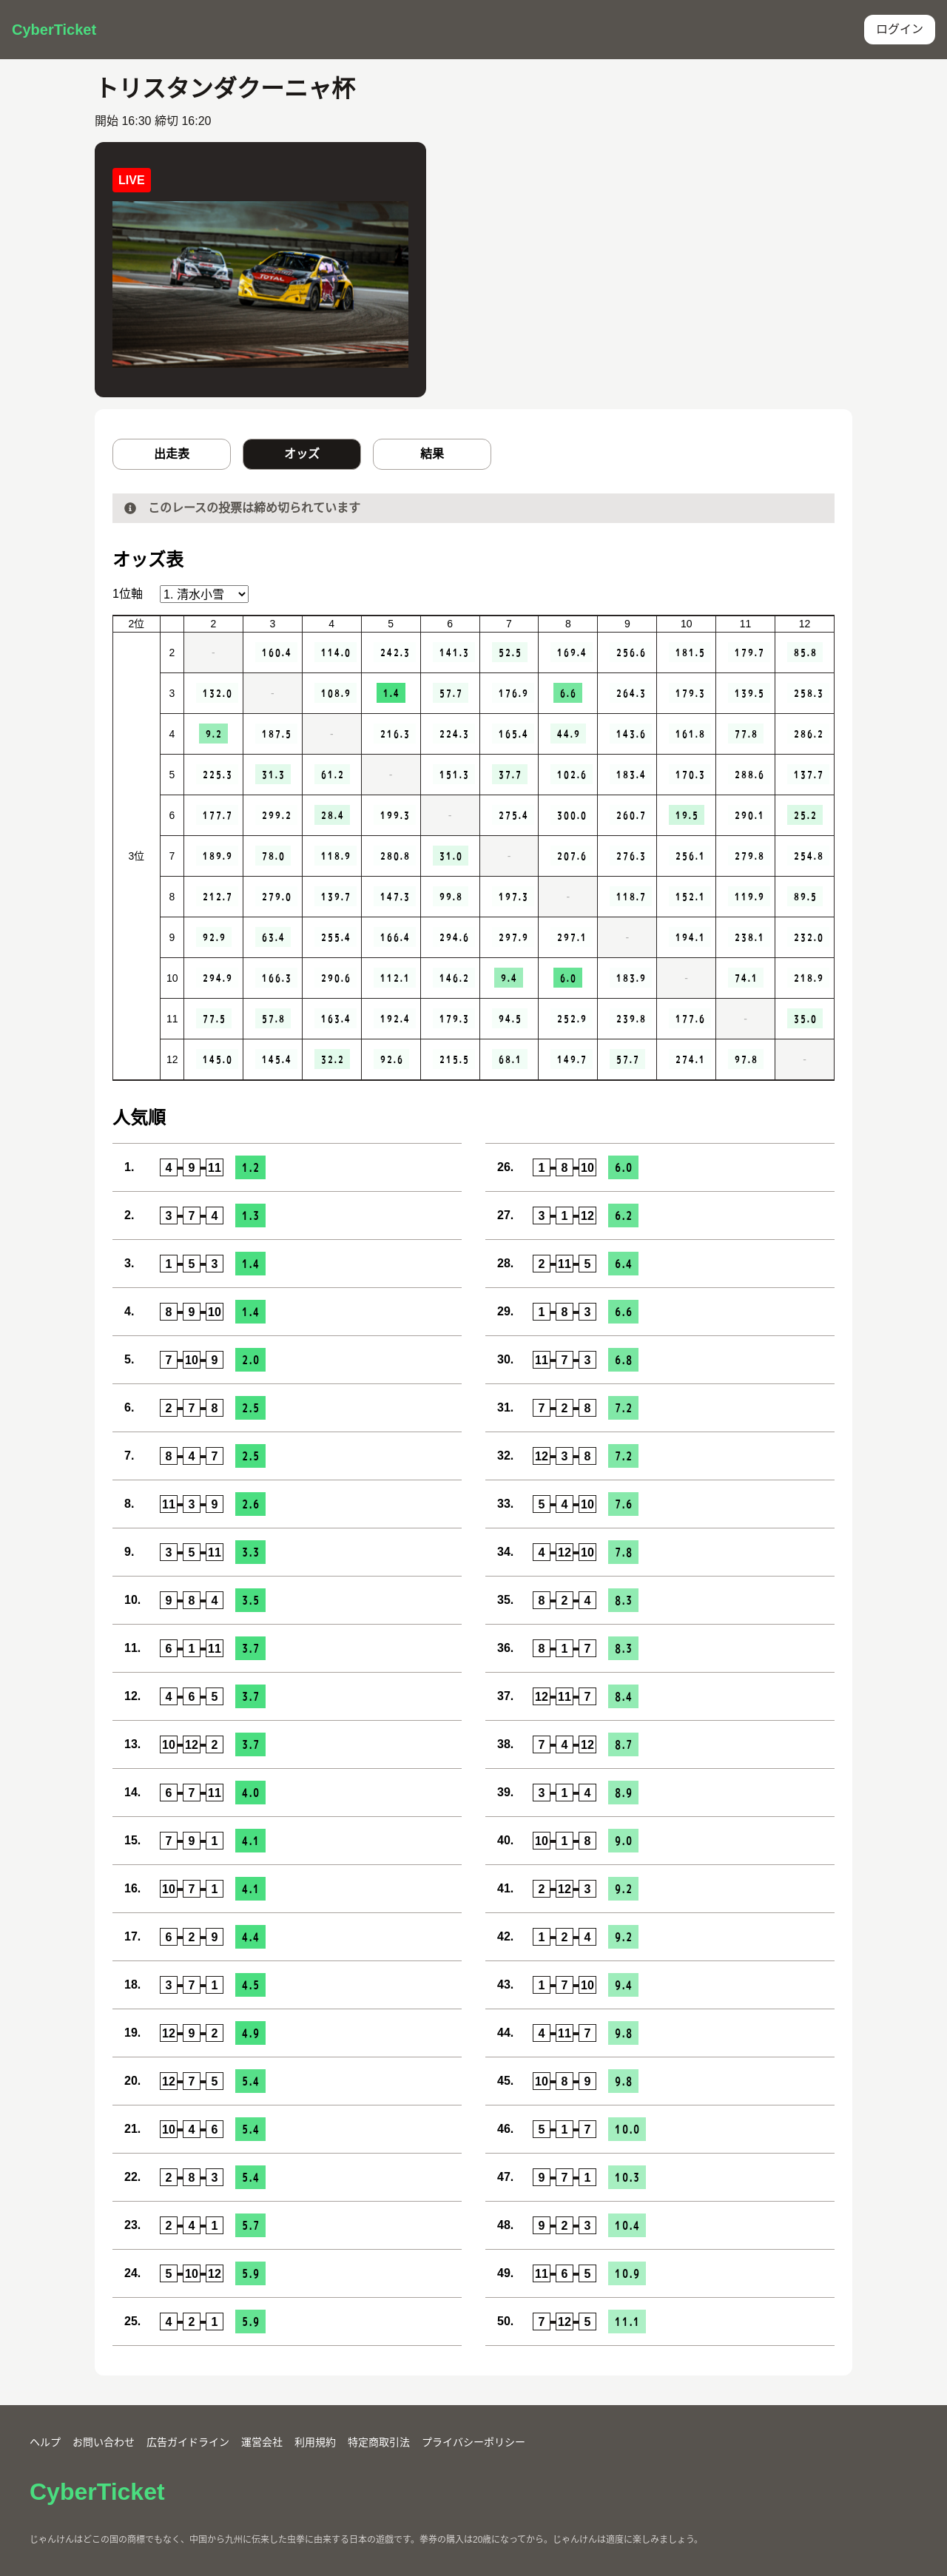 CyberTicket
ログイン
トリスタンダクーニャ杯
開始 16:30 締切 16:20
LIVE
TOTAL
出走表 オッズ 結果
このレースの投票は締め切られています
オッズ表
1位軸 1. 清水小雪
2位 2 3 4 5 6 7 8 9 10 11 12
2 - 160.4 114.0 242.3 141.3 52.5 169.4 256.6 181.5 179.7 85.8
3 132.0 - 108.9 1.4 57.7 176.9 6.6 264.3 179.3 139.5 258.3
4 9.2 187.5 - 216.3 224.3 165.4 44.9 143.6 161.8 77.8 286.2
5 225.3 31.3 61.2 - 151.3 37.7 102.6 183.4 170.3 288.6 137.7
6 177.7 299.2 28.4 199.3 - 275.4 300.0 260.7 19.5 290.1 25.2
3位 7 189.9 78.0 118.9 280.8 31.0 - 207.6 276.3 256.1 279.8 254.8
8 212.7 279.0 139.7 147.3 99.8 197.3 - 118.7 152.1 119.9 89.5
9 92.9 63.4 255.4 166.4 294.6 297.9 297.1 - 194.1 238.1 232.0
10 294.9 166.3 290.6 112.1 146.2 9.4 6.0 183.9 - 74.1 218.9
11 77.5 57.8 163.4 192.4 179.3 94.5 252.9 239.8 177.6 - 35.0
12 145.0 145.4 32.2 92.6 215.5 68.1 149.7 57.7 274.1 97.8 -
人気順
1. 4-9-11 1.2
2. 3-7-4 1.3
3. 1-5-3 1.4
4. 8-9-10 1.4
5. 7-10-9 2.0
6. 2-7-8 2.5
7. 8-4-7 2.5
8. 11-3-9 2.6
9. 3-5-11 3.3
10. 9-8-4 3.5
11. 6-1-11 3.7
12. 4-6-5 3.7
13. 10-12-2 3.7
14. 6-7-11 4.0
15. 7-9-1 4.1
16. 10-7-1 4.1
17. 6-2-9 4.4
18. 3-7-1 4.5
19. 12-9-2 4.9
20. 12-7-5 5.4
21. 10-4-6 5.4
22. 2-8-3 5.4
23. 2-4-1 5.7
24. 5-10-12 5.9
25. 4-2-1 5.9
26. 1-8-10 6.0
27. 3-1-12 6.2
28. 2-11-5 6.4
29. 1-8-3 6.6
30. 11-7-3 6.8
31. 7-2-8 7.2
32. 12-3-8 7.2
33. 5-4-10 7.6
34. 4-12-10 7.8
35. 8-2-4 8.3
36. 8-1-7 8.3
37. 12-11-7 8.4
38. 7-4-12 8.7
39. 3-1-4 8.9
40. 10-1-8 9.0
41. 2-12-3 9.2
42. 1-2-4 9.2
43. 1-7-10 9.4
44. 4-11-7 9.8
45. 10-8-9 9.8
46. 5-1-7 10.0
47. 9-7-1 10.3
48. 9-2-3 10.4
49. 11-6-5 10.9
50. 7-12-5 11.1
ヘルプ お問い合わせ 広告ガイドライン 運営会社 利用規約 特定商取引法 プライバシーポリシー
CyberTicket
じゃんけんはどこの国の商標でもなく、中国から九州に伝来した虫拳に由来する日本の遊戯です。拳券の購入は20歳になってから。じゃんけんは適度に楽しみましょう。